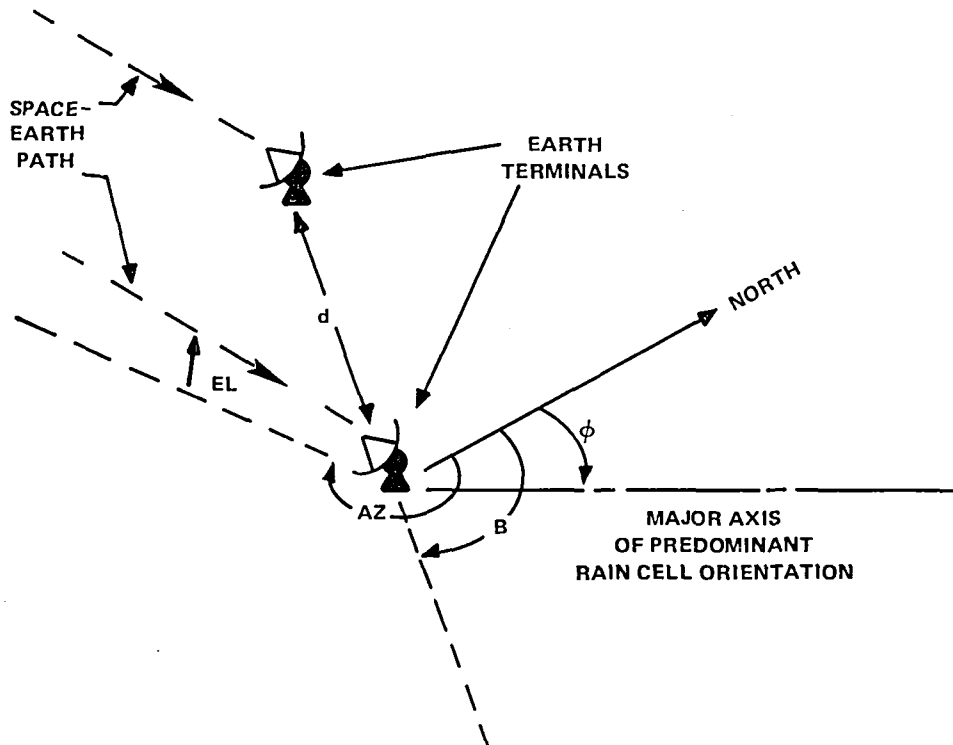 SPACE-
EARTH
PATH
EARTH
TERMINALS
NORTH
d
EL
ϕ
AZ
B
MAJOR AXIS
OF PREDOMINANT
RAIN CELL ORIENTATION